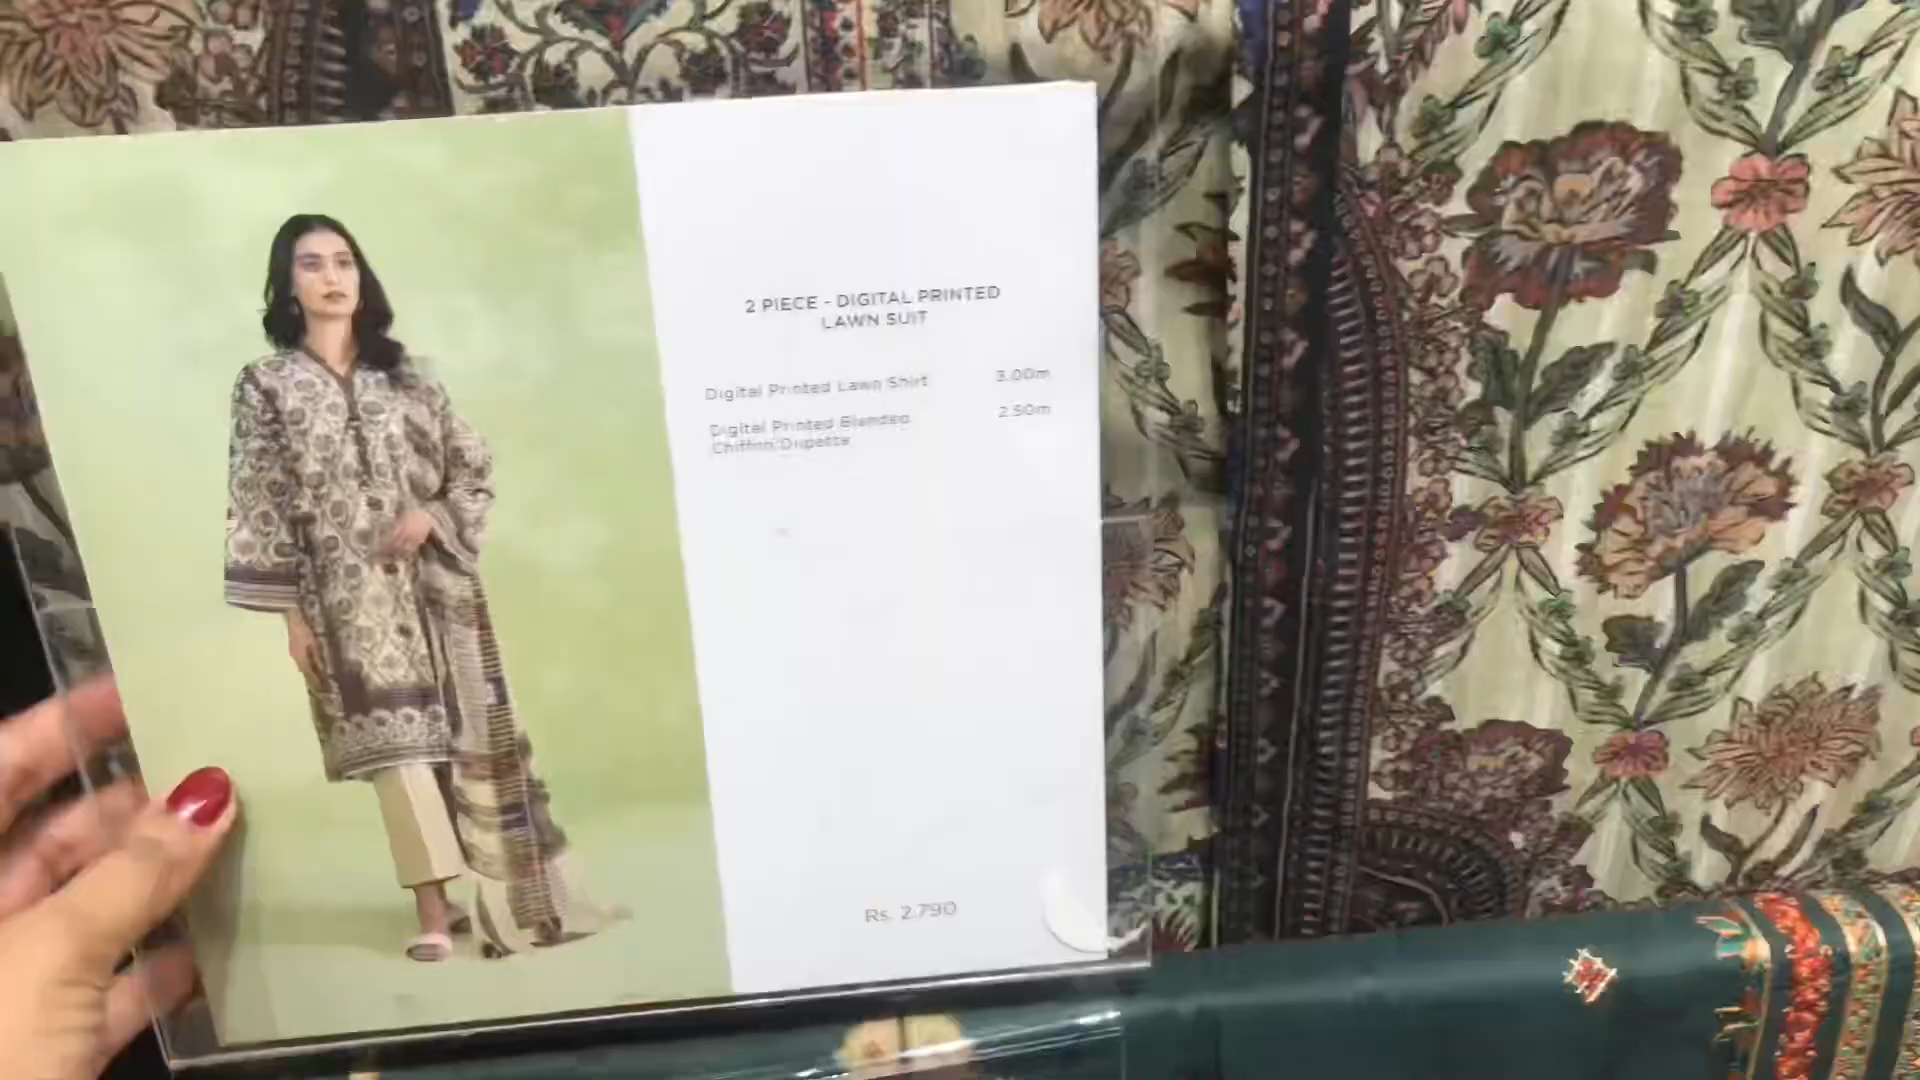 2 PIECE - DIGITAL PRINTED
LAWN SUIT
Digital Printed Lawn Shirt 3.00m
Digital Printed Blended 2.50m
Chiffon Dupatta
Rs. 2.790